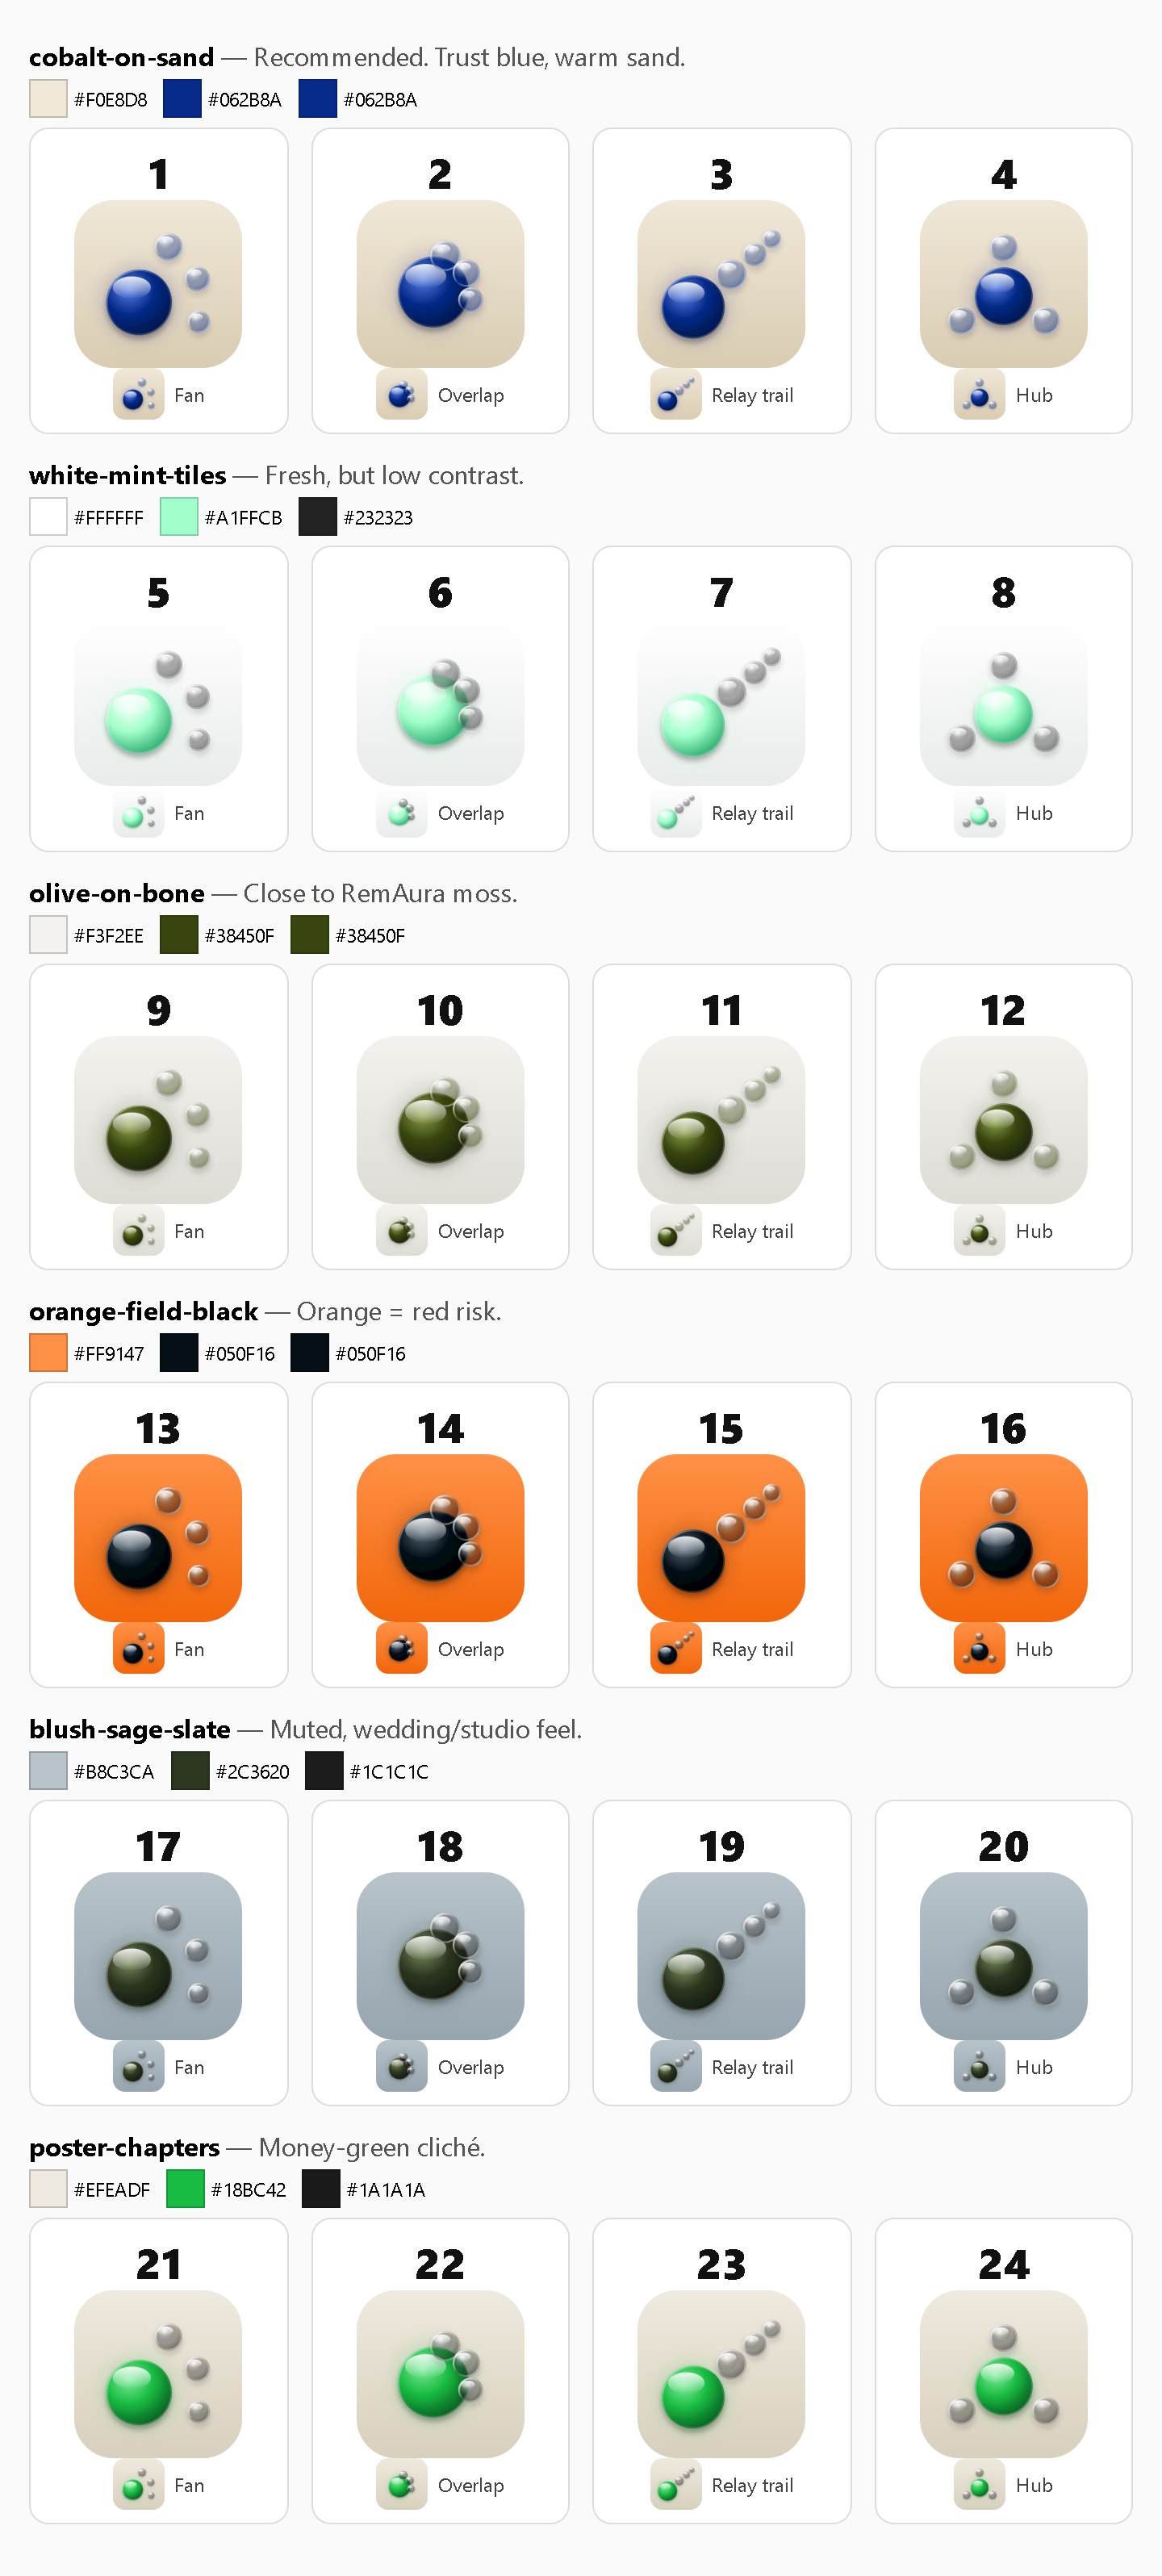 cobalt-on-sand — Recommended. Trust blue, warm sand.
#F0E8D8 #062B8A #062B8A
1 2 3 4
Fan Overlap Relay trail Hub
white-mint-tiles — Fresh, but low contrast.
#FFFFFF #A1FFCB #232323
5 6 7 8
Fan Overlap Relay trail Hub
olive-on-bone — Close to RemAura moss.
#F3F2EE #38450F #38450F
9 10 11 12
Fan Overlap Relay trail Hub
orange-field-black — Orange = red risk.
#FF9147 #050F16 #050F16
13 14 15 16
Fan Overlap Relay trail Hub
blush-sage-slate — Muted, wedding/studio feel.
#B8C3CA #2C3620 #1C1C1C
17 18 19 20
Fan Overlap Relay trail Hub
poster-chapters — Money-green cliché.
#EFEADF #18BC42 #1A1A1A
21 22 23 24
Fan Overlap Relay trail Hub